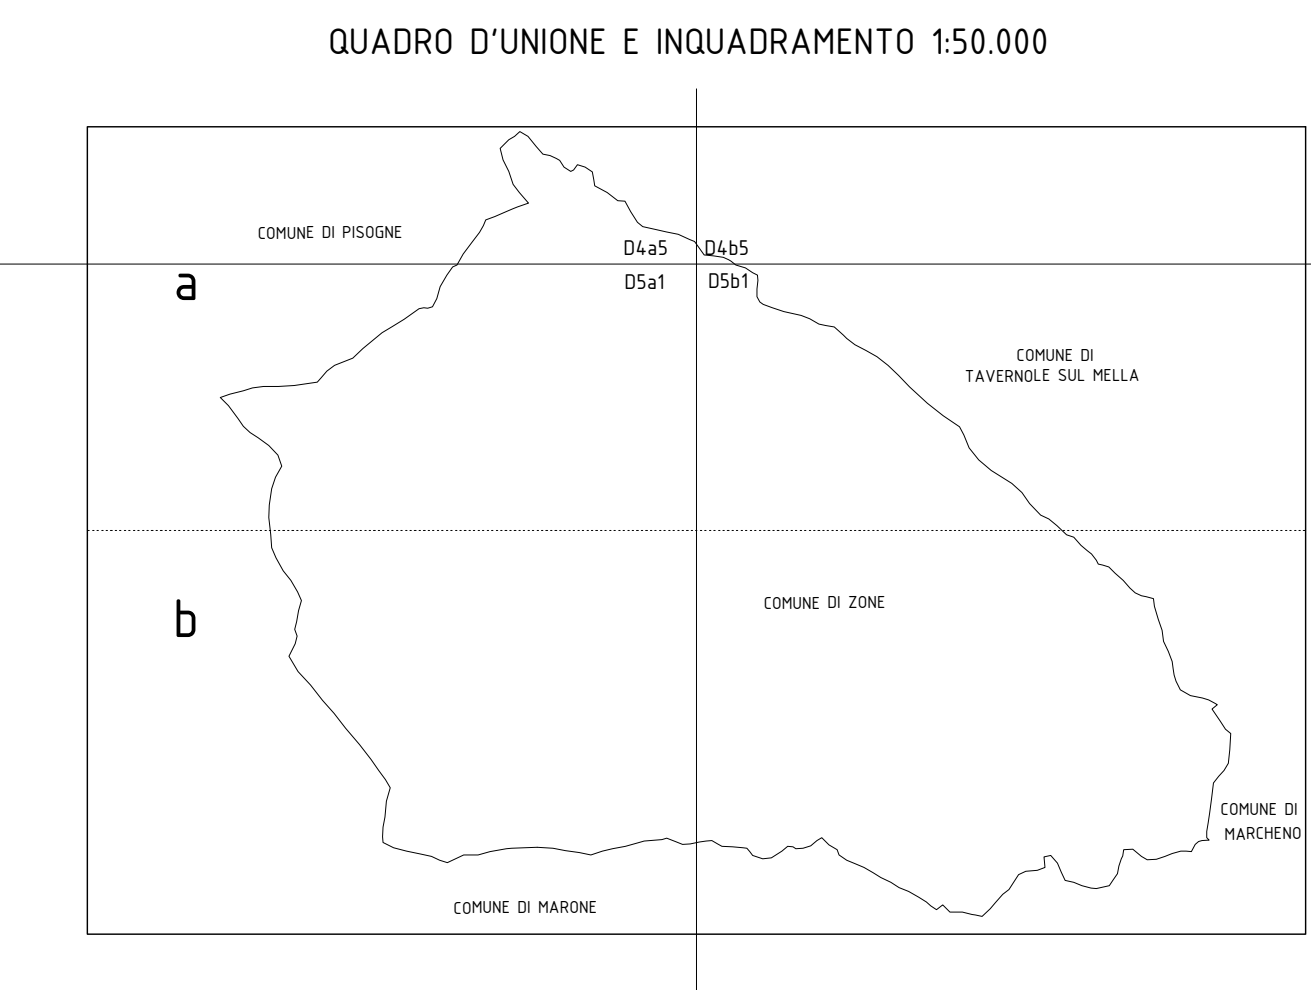 QUADRO D'UNIONE E INQUADRAMENTO 1:50.000
COMUNE DI PISOGNE
D4a5 D4b5
a
D5a1 D5b1
COMUNE DI
TAVERNOLE SUL MELLA
b
COMUNE DI ZONE
COMUNE DI
MARCHENO
COMUNE DI MARONE